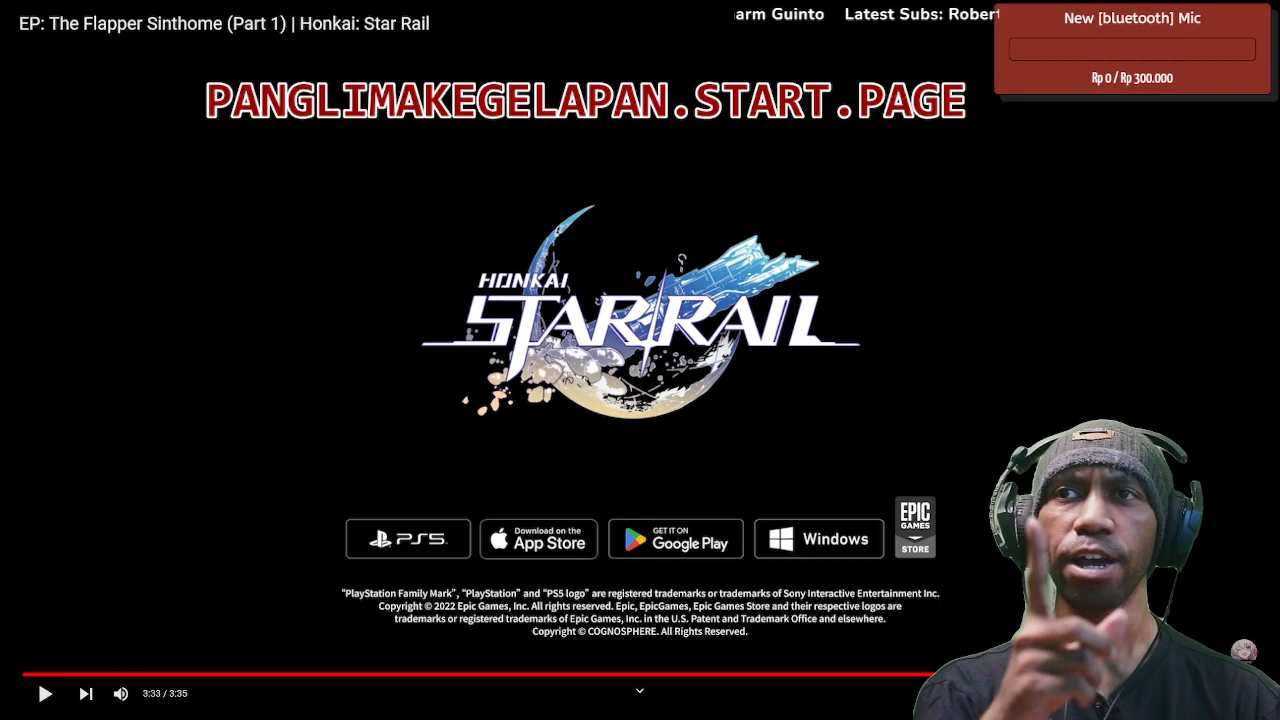 EP: The Flapper Sinthome (Part 1) | Honkai: Star Rail
arm Guinto Latest Subs: Robert
New [bluetooth] Mic
Rp 0 / Rp 300.000
PANGLIMAKEGELAPAN.START.PAGE
HONKAI
STAR RAIL
PS5
Download on the
App Store
GET IT ON
Google Play
Windows
EPIC
GAMES
STORE
“PlayStation Family Mark”, “PlayStation” and “PS5 logo” are registered trademarks or trademarks of Sony Interactive Entertainment Inc.
Copyright © 2022 Epic Games, Inc. All rights reserved. Epic, EpicGames, Epic Games Store and their respective logos are
trademarks or registered trademarks of Epic Games, Inc. in the U.S. Patent and Trademark Office and elsewhere.
Copyright © COGNOSPHERE. All Rights Reserved.
3:33 / 3:35